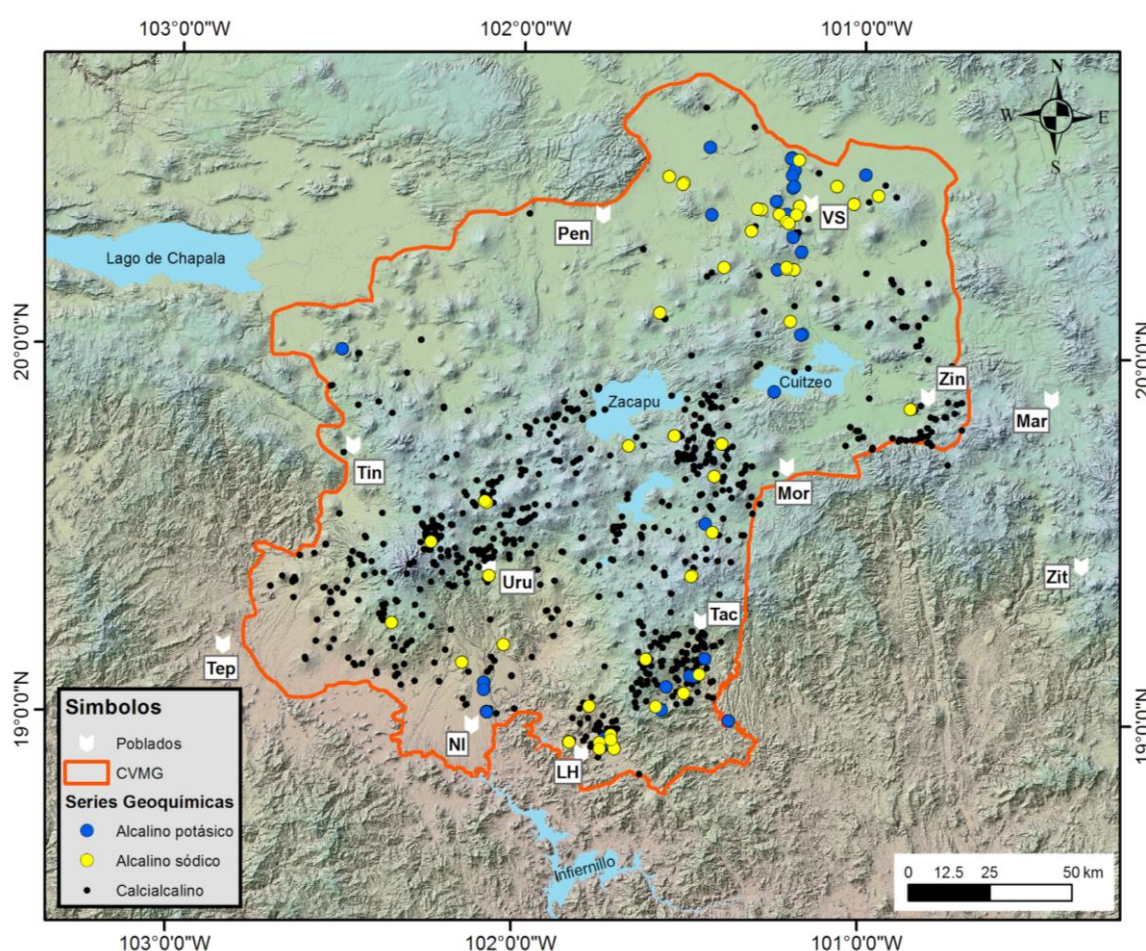 103°0'0"W
102°0'0"W
101°0'0"W
N
W
E
S
VS
Pen
Lago de Chapala
20°0'0"N
20°0'0"N
Cuitzeo
Zin
Zacapu
Mar
Tin
Mor
Uru
Zit
Tac
Tep
19°0'0"N
19°0'0"N
NI
LH
Infiernillo
Simbolos
Poblados
CVMG
Series Geoquímicas
Alcalino potásico
Alcalino sódico
Calcialcalino
0 12.5 25 50 km
103°0'0"W
102°0'0"W
101°0'0"W